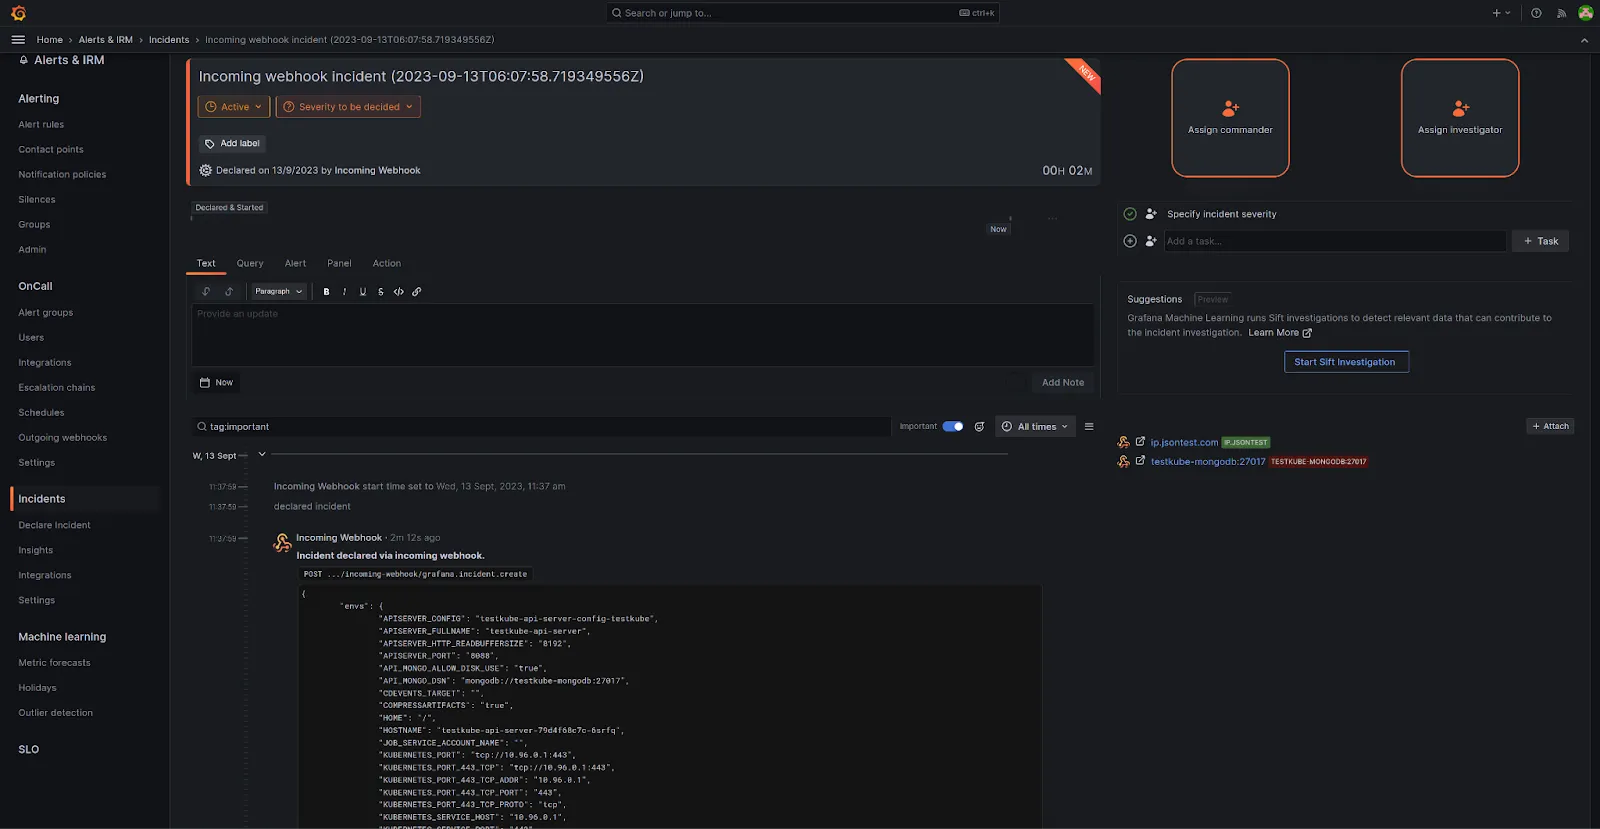 Search or jump to...
ctrl+k
Home › Alerts & IRM › Incidents › Incoming webhook incident (2023-09-13T06:07:58.719349556Z)
Alerts & IRM
Alerting
Alert rules
Contact points
Notification policies
Silences
Groups
Admin
OnCall
Alert groups
Users
Integrations
Escalation chains
Schedules
Outgoing webhooks
Settings
Incidents
Declare Incident
Insights
Integrations
Settings
Machine learning
Metric forecasts
Holidays
Outlier detection
SLO
Incoming webhook incident (2023-09-13T06:07:58.719349556Z)
NEW
Active
Severity to be decided
Add label
Declared on 13/9/2023 by Incoming Webhook
00H 02M
Declared & Started
Now
Text Query Alert Panel Action
Paragraph B I U S
Provide an update
Now
Add Note
tag:important
Important
All times
W, 13 Sept
11:37:59 Incoming Webhook start time set to Wed, 13 Sept, 2023, 11:37 am
11:37:59 declared incident
11:37:59 Incoming Webhook · 2m 12s ago
Incident declared via incoming webhook.
POST .../incoming-webhook/grafana.incident.create
{
"envs": {
"APISERVER_CONFIG": "testkube-api-server-config-testkube",
"APISERVER_FULLNAME": "testkube-api-server",
"APISERVER_HTTP_READBUFFERSIZE": "8192",
"APISERVER_PORT": "8088",
"API_MONGO_ALLOW_DISK_USE": "true",
"API_MONGO_DSN": "mongodb://testkube-mongodb:27017",
"CDEVENTS_TARGET": "",
"COMPRESSARTIFACTS": "true",
"HOME": "/",
"HOSTNAME": "testkube-api-server-79d4f68c7c-6srfq",
"JOB_SERVICE_ACCOUNT_NAME": "",
"KUBERNETES_PORT": "tcp://10.96.0.1:443",
"KUBERNETES_PORT_443_TCP": "tcp://10.96.0.1:443",
"KUBERNETES_PORT_443_TCP_ADDR": "10.96.0.1",
"KUBERNETES_PORT_443_TCP_PORT": "443",
"KUBERNETES_PORT_443_TCP_PROTO": "tcp",
"KUBERNETES_SERVICE_HOST": "10.96.0.1",
Assign commander
Assign investigator
Specify incident severity
Add a task...
+ Task
Suggestions Preview
Grafana Machine Learning runs Sift investigations to detect relevant data that can contribute to
the incident investigation. Learn More
Start Sift Investigation
+ Attach
ip.jsontest.com IP.JSONTEST
testkube-mongodb:27017 TESTKUBE-MONGODB:27017